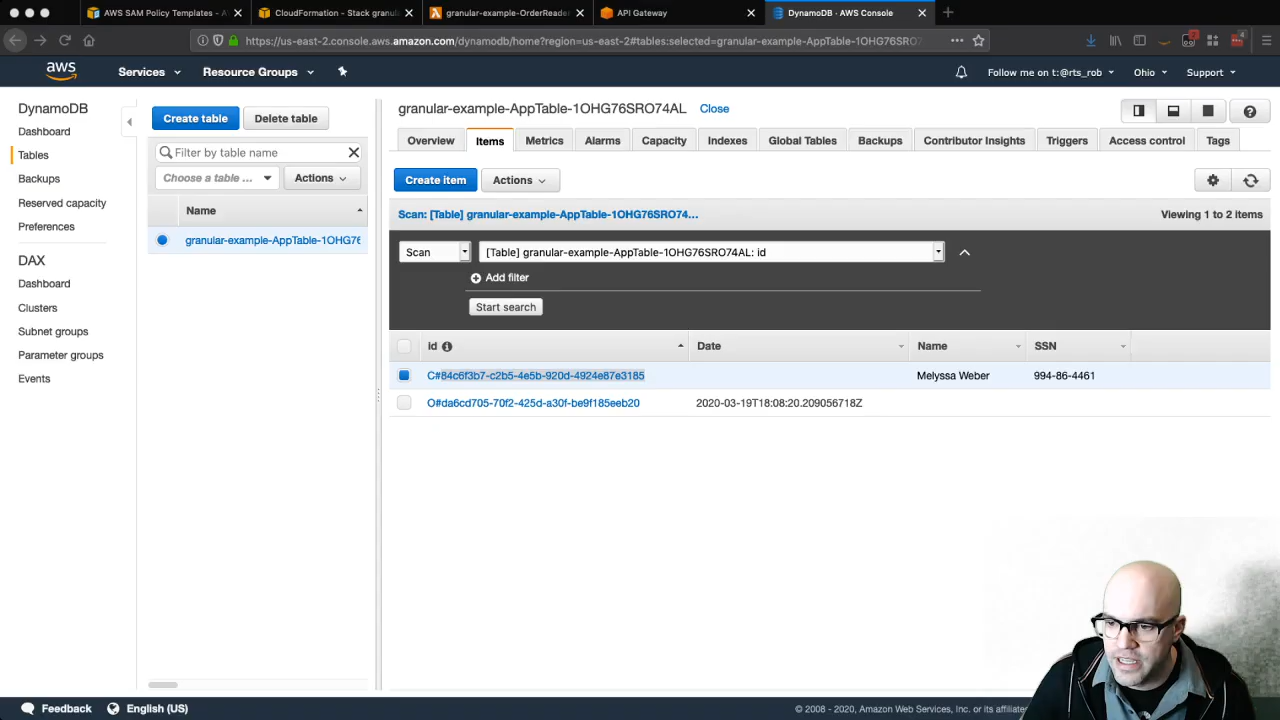 AWS SAM Policy Templates - A
CloudFormation - Stack granul
granular-example-OrderReader
API Gateway
DynamoDB · AWS Console
https://us-east-2.console.aws.amazon.com/dynamodb/home?region=us-east-2#tables:selected=granular-example-AppTable-1OHG76SRO7
4
aws
Services
Resource Groups
Follow me on t:@rts_rob
Ohio
Support
DynamoDB
Dashboard
Tables
Backups
Reserved capacity
Preferences
DAX
Dashboard
Clusters
Subnet groups
Parameter groups
Events
Create table
Delete table
Filter by table name
Choose a table ...
Actions
Name
granular-example-AppTable-1OHG76
granular-example-AppTable-1OHG76SRO74AL Close
Overview
Items
Metrics
Alarms
Capacity
Indexes
Global Tables
Backups
Contributor Insights
Triggers
Access control
Tags
Create item
Actions
Scan: [Table] granular-example-AppTable-1OHG76SRO74...
Viewing 1 to 2 items
Scan
[Table] granular-example-AppTable-1OHG76SRO74AL: id
Add filter
Start search
id Date Name SSN
C#84c6f3b7-c2b5-4e5b-920d-4924e87e3185 Melyssa Weber 994-86-4461
O#da6cd705-70f2-425d-a30f-be9f185eeb20 2020-03-19T18:08:20.209056718Z
Feedback
English (US)
© 2008 - 2020, Amazon Web Services, Inc. or its affiliates